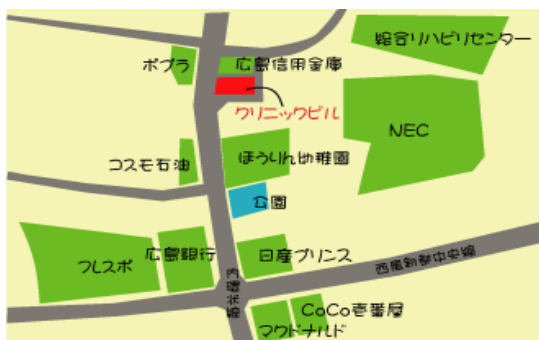 総合リハビリセンター
ポプラ
広島信用金庫
クリニックビル
NEC
コスモ石油
ほうりん幼稚園
公園
フレスポ
広島銀行
日産プリンス
西風新都中央線
CoCo壱番屋
マクドナルド